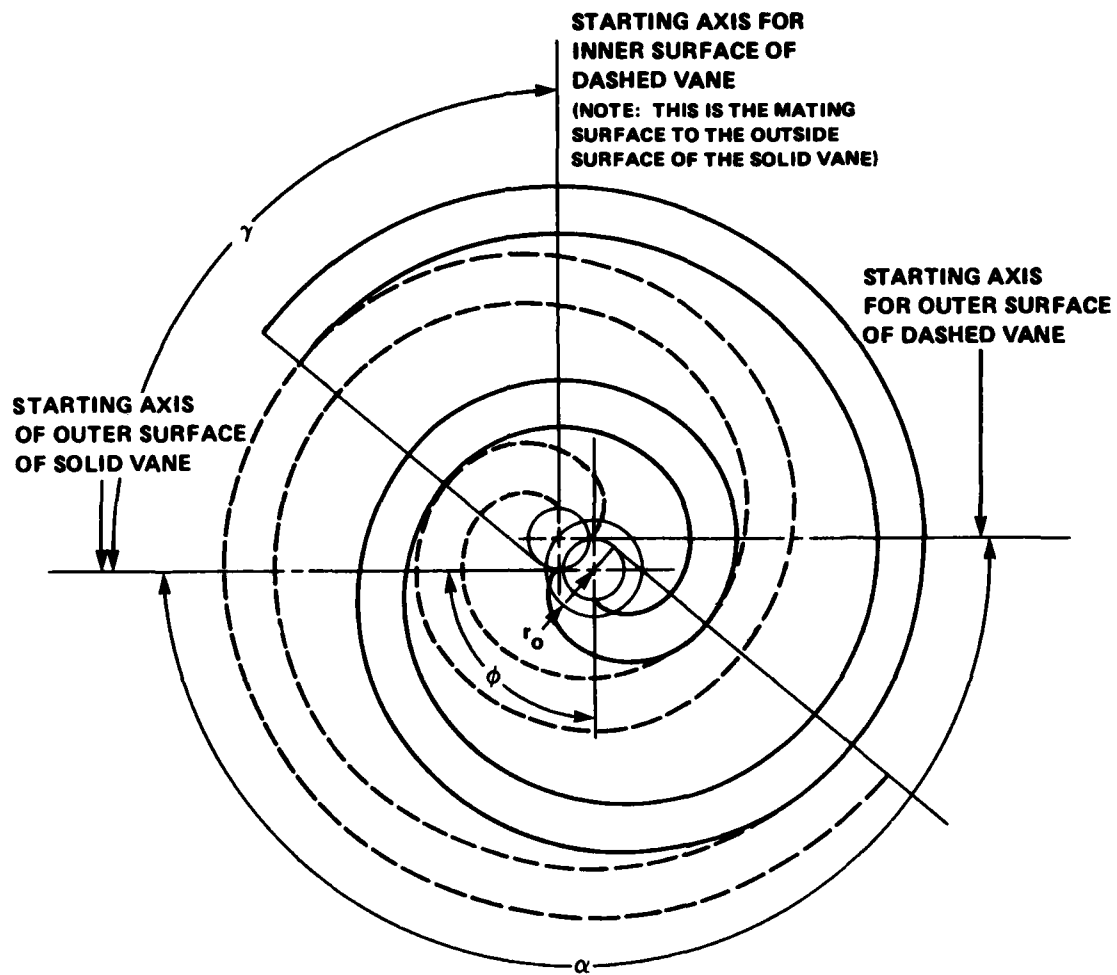 STARTING AXIS FOR
INNER SURFACE OF
DASHED VANE
(NOTE: THIS IS THE MATING
SURFACE TO THE OUTSIDE
SURFACE OF THE SOLID VANE)
γ
STARTING AXIS
FOR OUTER SURFACE
OF DASHED VANE
STARTING AXIS
OF OUTER SURFACE
OF SOLID VANE
r₀
ϕ
α